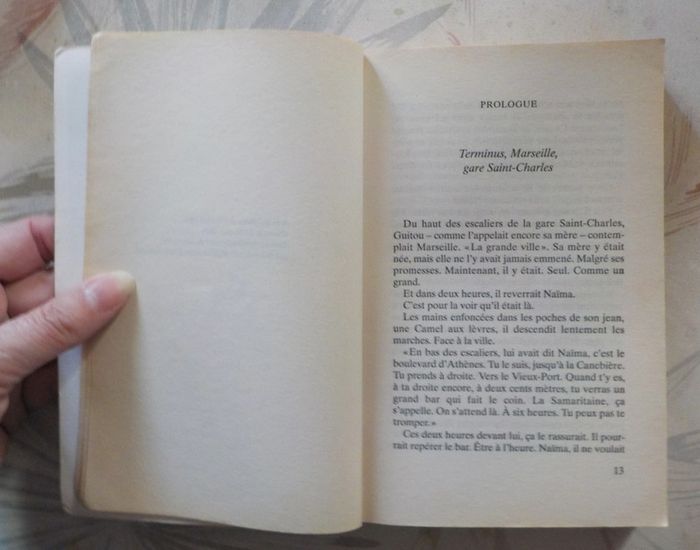 PROLOGUE
Terminus, Marseille,
gare Saint-Charles
Du haut des escaliers de la gare Saint-Charles,
Guitou – comme l'appelait encore sa mère – contem-
plait Marseille. «La grande ville». Sa mère y était
née, mais elle ne l'y avait jamais emmené. Malgré ses
promesses. Maintenant, il y était. Seul. Comme un
grand.
Et dans deux heures, il reverrait Naïma.
C'est pour la voir qu'il était là.
Les mains enfoncées dans les poches de son jean,
une Camel aux lèvres, il descendit lentement les
marches. Face à la ville.
«En bas des escaliers, lui avait dit Naïma, c'est le
boulevard d'Athènes. Tu le suis, jusqu'à la Canebière.
Tu prends à droite. Vers le Vieux-Port. Quand t'y es,
à ta droite encore, à deux cents mètres, tu verras un
grand bar qui fait le coin. La Samaritaine, ça
s'appelle. On s'attend là. À six heures. Tu peux pas te
tromper.»
Ces deux heures devant lui, ça le rassurait. Il pour-
rait repérer le bar. Être à l'heure. Naïma, il ne voulait
13